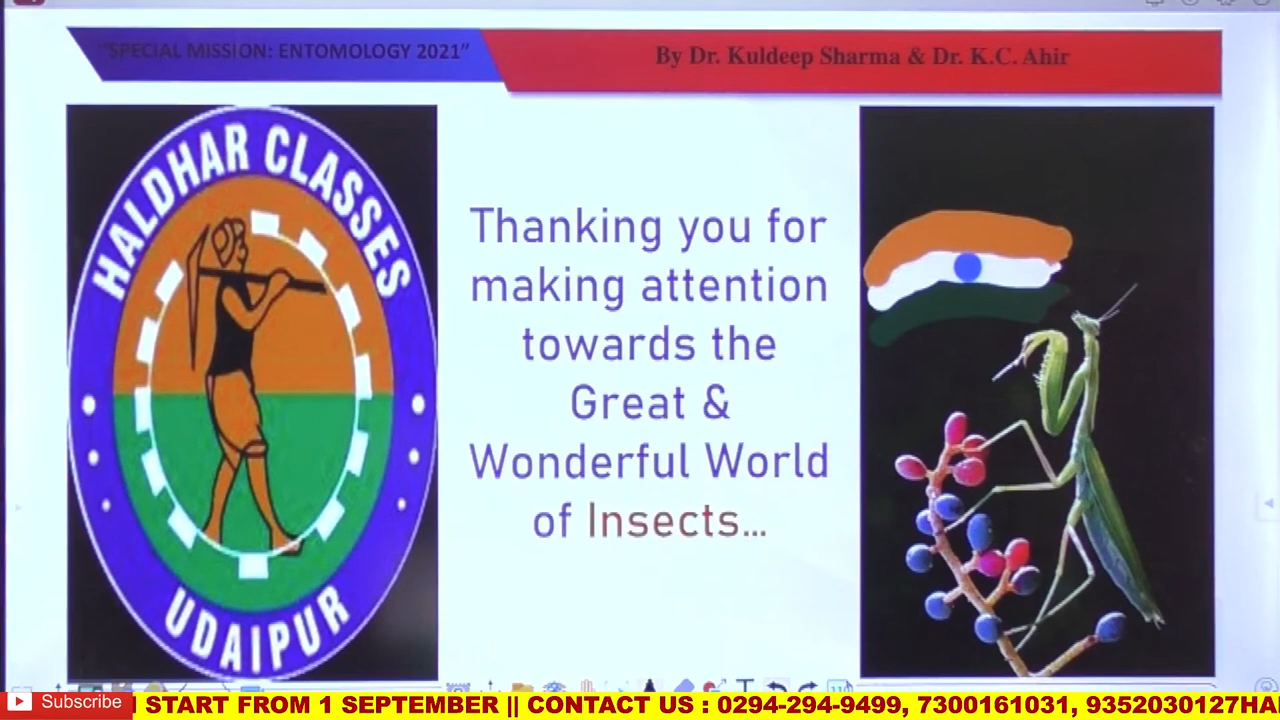 “SPECIAL MISSION: ENTOMOLOGY 2021”
By Dr. Kuldeep Sharma & Dr. K.C. Ahir
HALDHAR CLASSES
UDAIPUR
Thanking you for
making attention
towards the
Great &
Wonderful World
of Insects...
Subscribe
START FROM 1 SEPTEMBER || CONTACT US : 0294-294-9499, 7300161031, 9352030127HA